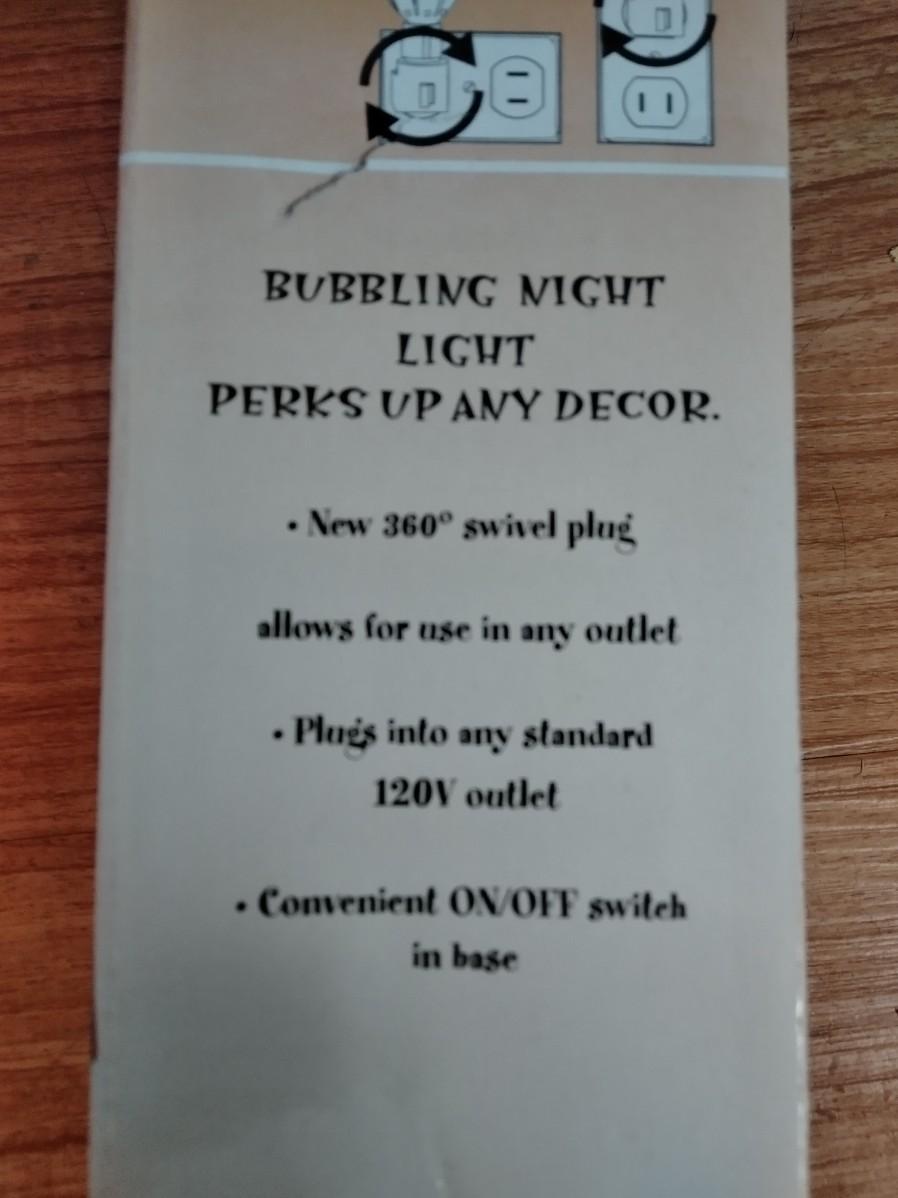 BUBBLING NIGHT
LIGHT
PERKS UP ANY DECOR.
• New 360° swivel plug
allows for use in any outlet
• Plugs into any standard
120V outlet
• Convenient ON/OFF switch
in base